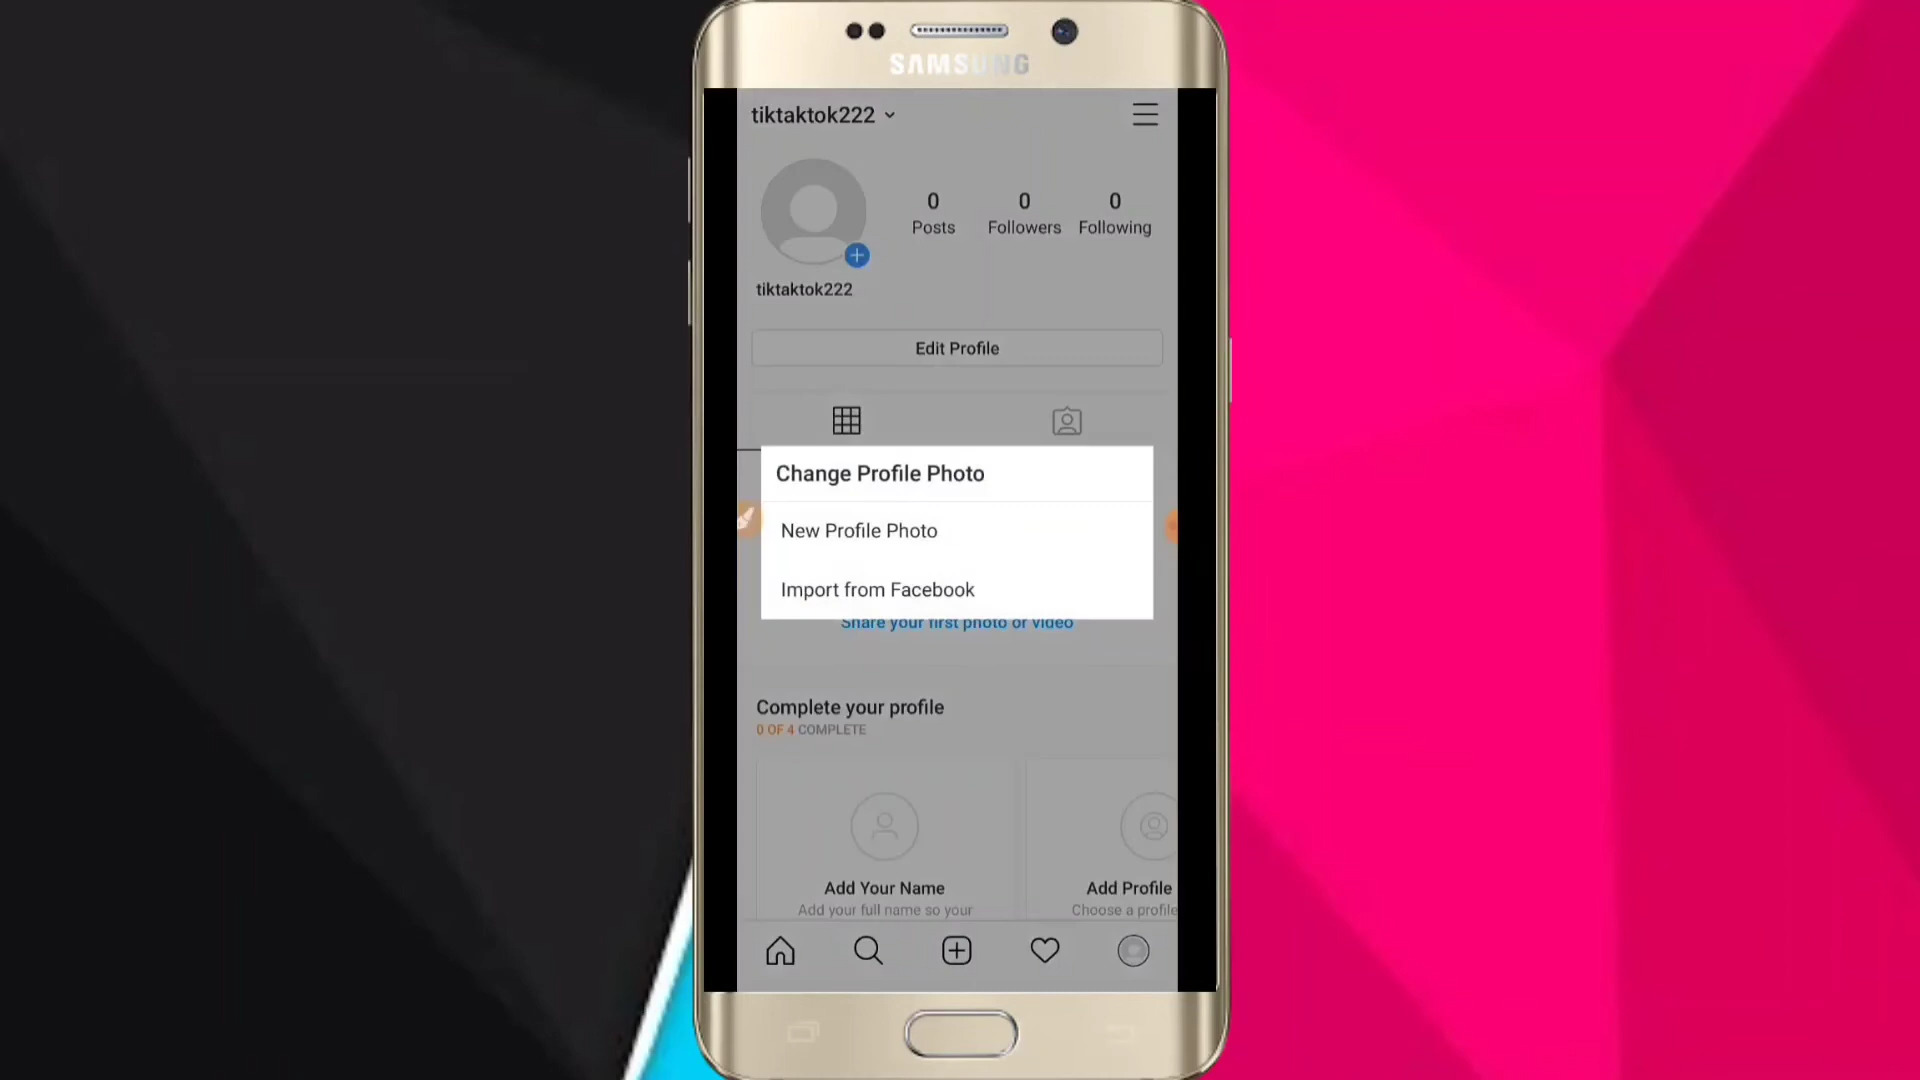 SAMSUNG
tiktaktok222
0 0 0
Posts Followers Following
tiktaktok222
Edit Profile
Change Profile Photo
New Profile Photo
Import from Facebook
Share your first photo or video
Complete your profile
0 OF 4 COMPLETE
Add Your Name Add Profile
Add your full name so your Choose a profile